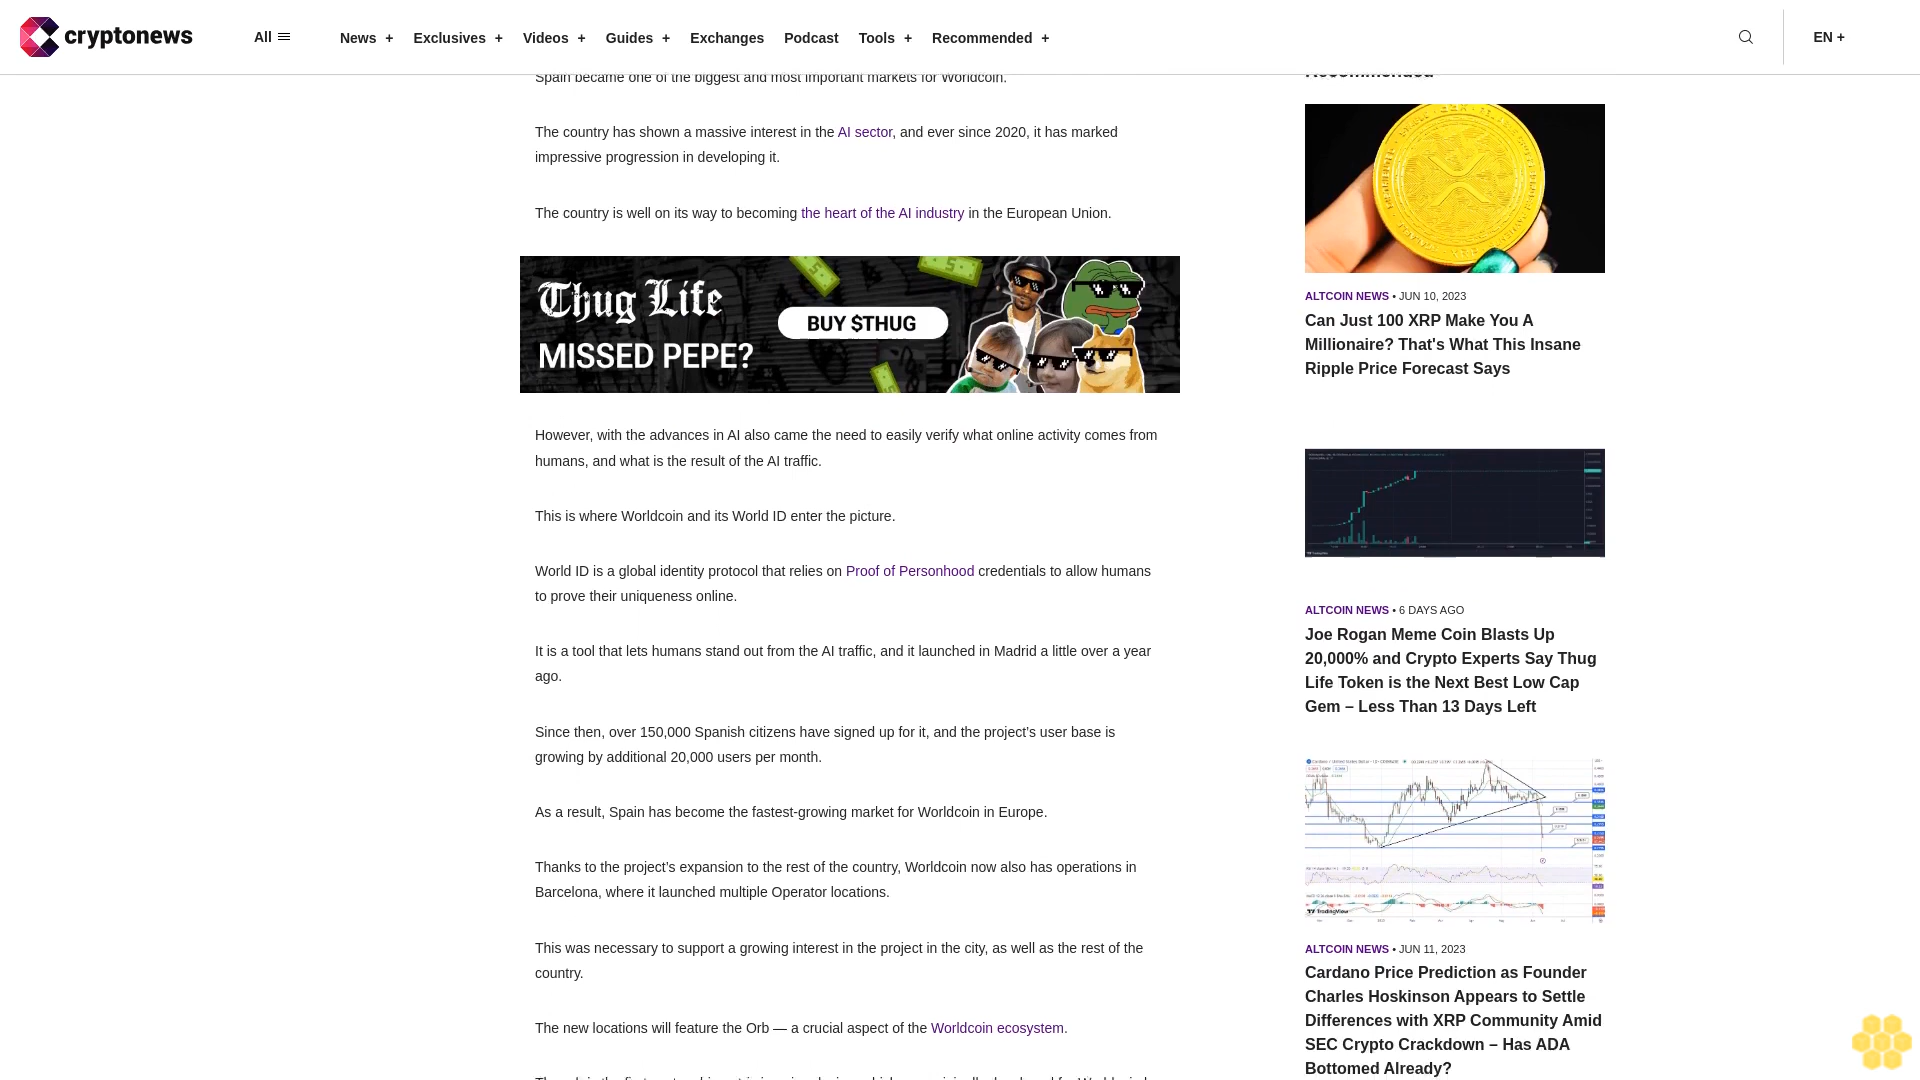 cryptonews
All
News +
Exclusives +
Videos +
Guides +
Exchanges
Podcast
Tools +
Recommended +
EN +
Spain became one of the biggest and most important markets for Worldcoin.
The country has shown a massive interest in the AI sector, and ever since 2020, it has marked
impressive progression in developing it.
The country is well on its way to becoming the heart of the AI industry in the European Union.
Thug Life
MISSED PEPE?
BUY $THUG
However, with the advances in AI also came the need to easily verify what online activity comes from
humans, and what is the result of the AI traffic.
This is where Worldcoin and its World ID enter the picture.
World ID is a global identity protocol that relies on Proof of Personhood credentials to allow humans
to prove their uniqueness online.
It is a tool that lets humans stand out from the AI traffic, and it launched in Madrid a little over a year
ago.
Since then, over 150,000 Spanish citizens have signed up for it, and the project’s user base is
growing by additional 20,000 users per month.
As a result, Spain has become the fastest-growing market for Worldcoin in Europe.
Thanks to the project’s expansion to the rest of the country, Worldcoin now also has operations in
Barcelona, where it launched multiple Operator locations.
This was necessary to support a growing interest in the project in the city, as well as the rest of the
country.
The new locations will feature the Orb — a crucial aspect of the Worldcoin ecosystem.
Recommended
ALTCOIN NEWS • JUN 10, 2023
Can Just 100 XRP Make You A
Millionaire? That's What This Insane
Ripple Price Forecast Says
ALTCOIN NEWS • 6 DAYS AGO
Joe Rogan Meme Coin Blasts Up
20,000% and Crypto Experts Say Thug
Life Token is the Next Best Low Cap
Gem – Less Than 13 Days Left
TradingView
ALTCOIN NEWS • JUN 11, 2023
Cardano Price Prediction as Founder
Charles Hoskinson Appears to Settle
Differences with XRP Community Amid
SEC Crypto Crackdown – Has ADA
Bottomed Already?